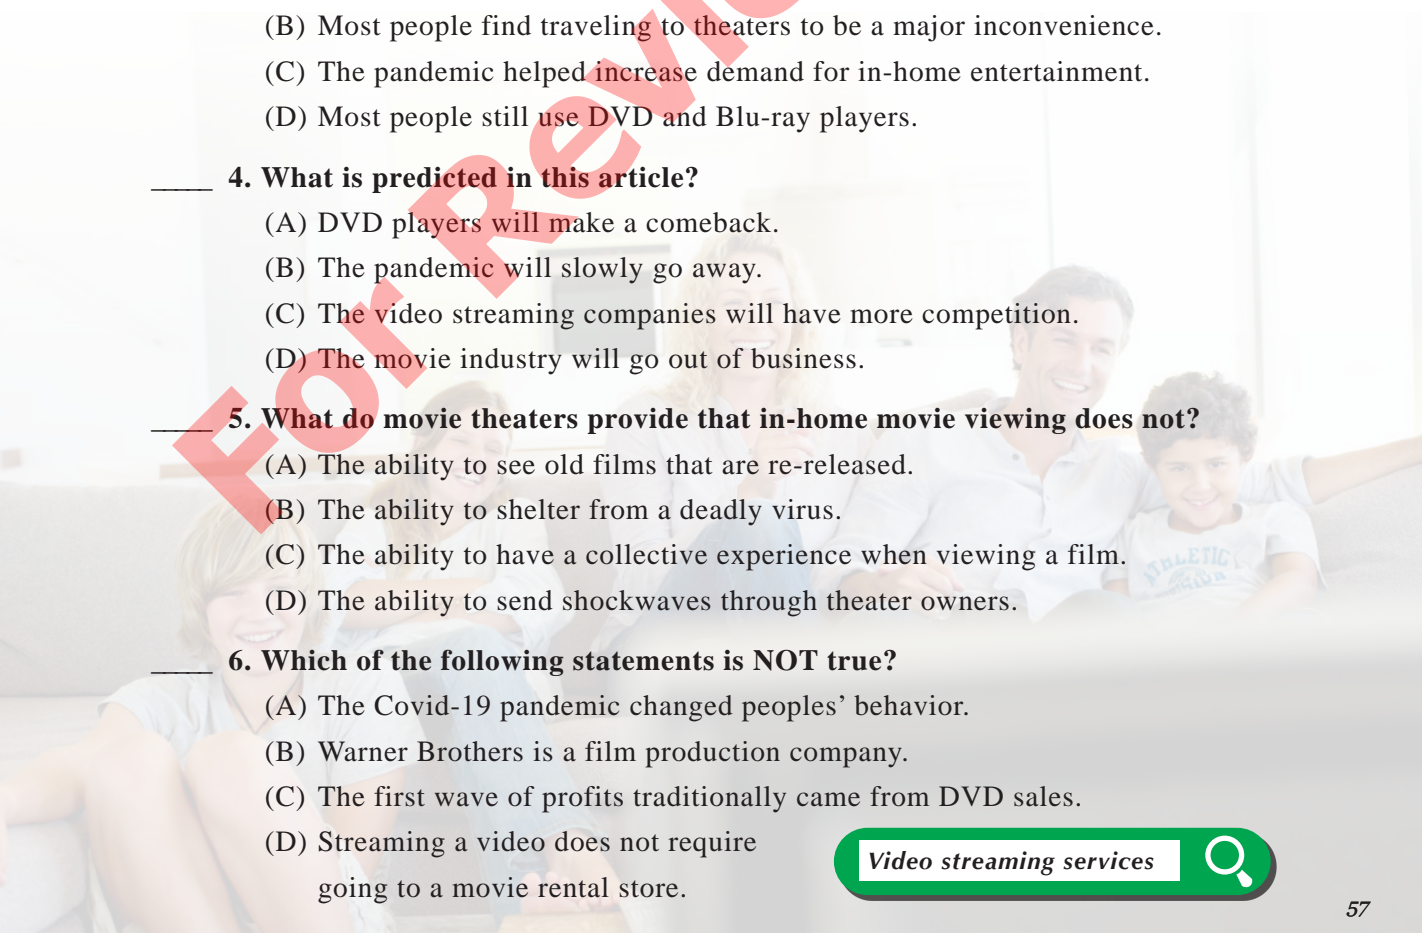 (B) Most people find traveling to theaters to be a major inconvenience.
(C) The pandemic helped increase demand for in-home entertainment.
(D) Most people still use DVD and Blu-ray players.
_____ 4. What is predicted in this article?
(A) DVD players will make a comeback.
(B) The pandemic will slowly go away.
(C) The video streaming companies will have more competition.
(D) The movie industry will go out of business.
_____ 5. What do movie theaters provide that in-home movie viewing does not?
(A) The ability to see old films that are re-released.
(B) The ability to shelter from a deadly virus.
(C) The ability to have a collective experience when viewing a film.
(D) The ability to send shockwaves through theater owners.
_____ 6. Which of the following statements is NOT true?
(A) The Covid-19 pandemic changed peoples’ behavior.
(B) Warner Brothers is a film production company.
(C) The first wave of profits traditionally came from DVD sales.
(D) Streaming a video does not require
going to a movie rental store.
Video streaming services
57
For Revie
ATHLETIC